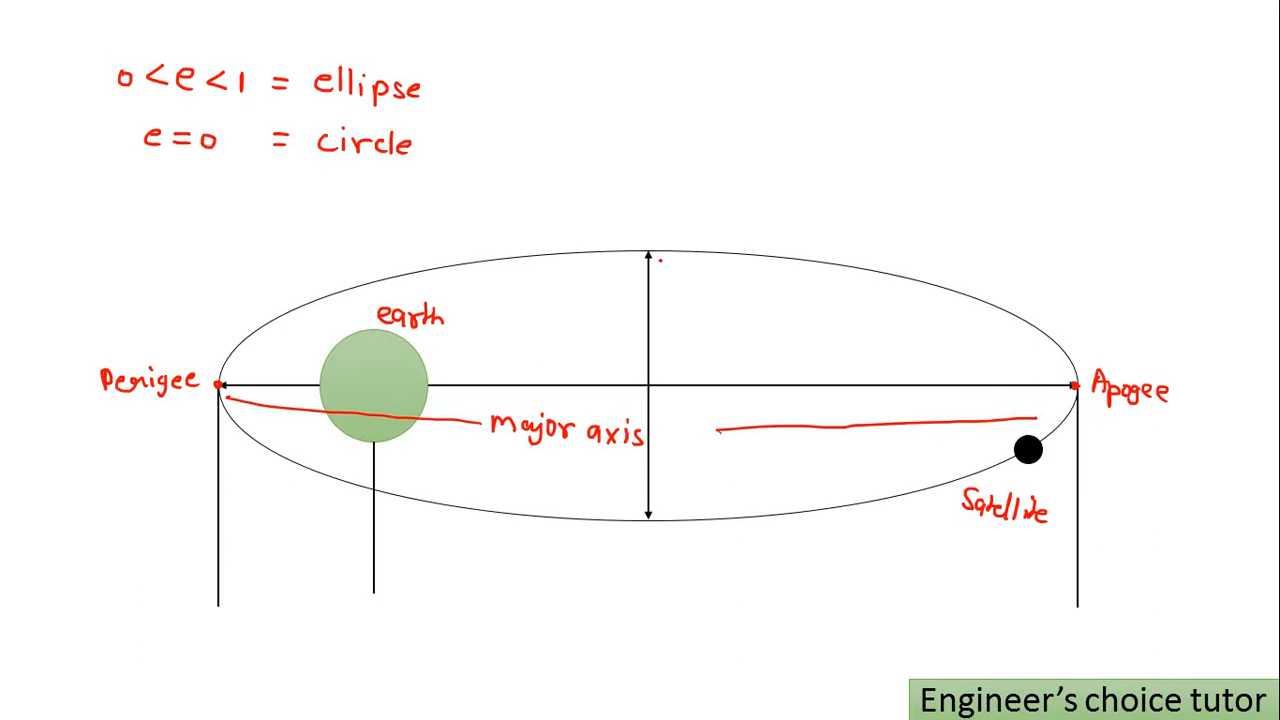 0 < e < 1 = ellipse
e = 0 = circle
earth
Perigee
Apogee
major axis
Satellite
Engineer's choice tutor